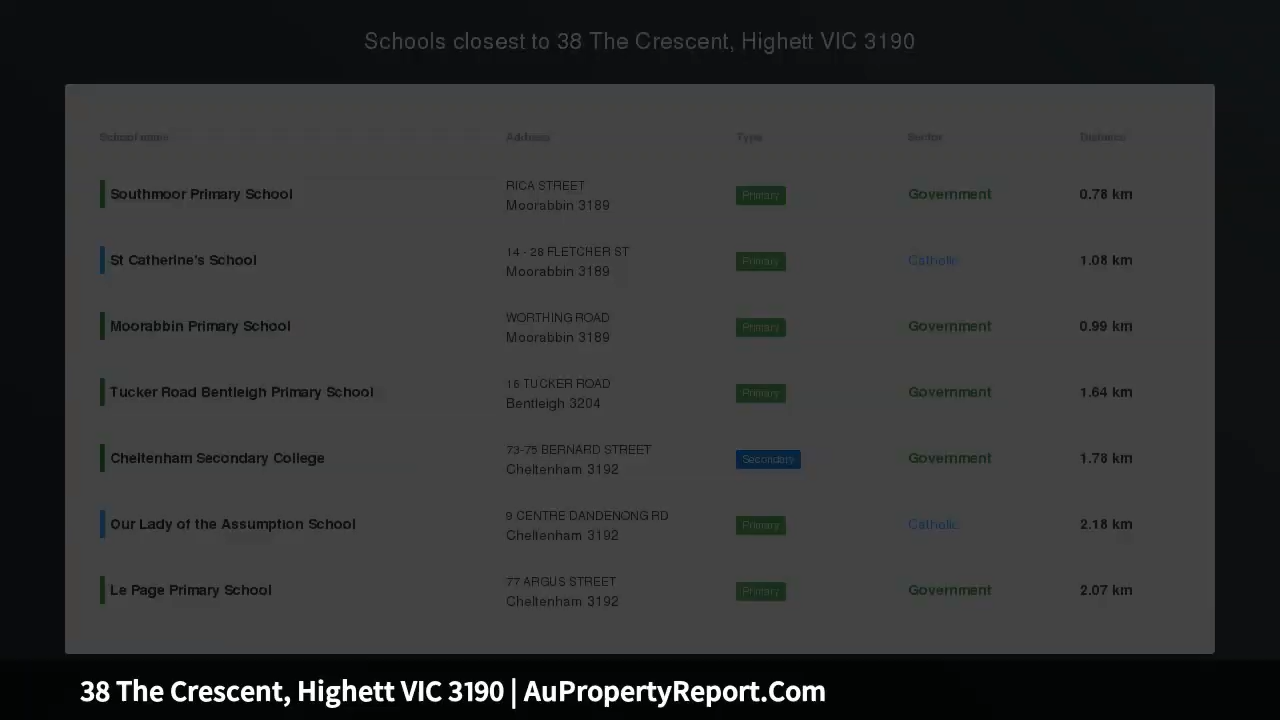 Schools closest to 38 The Crescent, Highett VIC 3190
School name Address Type Sector Distance
Southmoor Primary School RICA STREET Moorabbin 3189 Primary Government 0.78 km
St Catherine's School 14 - 28 FLETCHER ST Moorabbin 3189 Primary Catholic 1.08 km
Moorabbin Primary School WORTHING ROAD Moorabbin 3189 Primary Government 0.99 km
Tucker Road Bentleigh Primary School 16 TUCKER ROAD Bentleigh 3204 Primary Government 1.64 km
Cheltenham Secondary College 73-75 BERNARD STREET Cheltenham 3192 Secondary Government 1.78 km
Our Lady of the Assumption School 9 CENTRE DANDENONG RD Cheltenham 3192 Primary Catholic 2.18 km
Le Page Primary School 77 ARGUS STREET Cheltenham 3192 Primary Government 2.07 km
38 The Crescent, Highett VIC 3190 | AuPropertyReport.Com